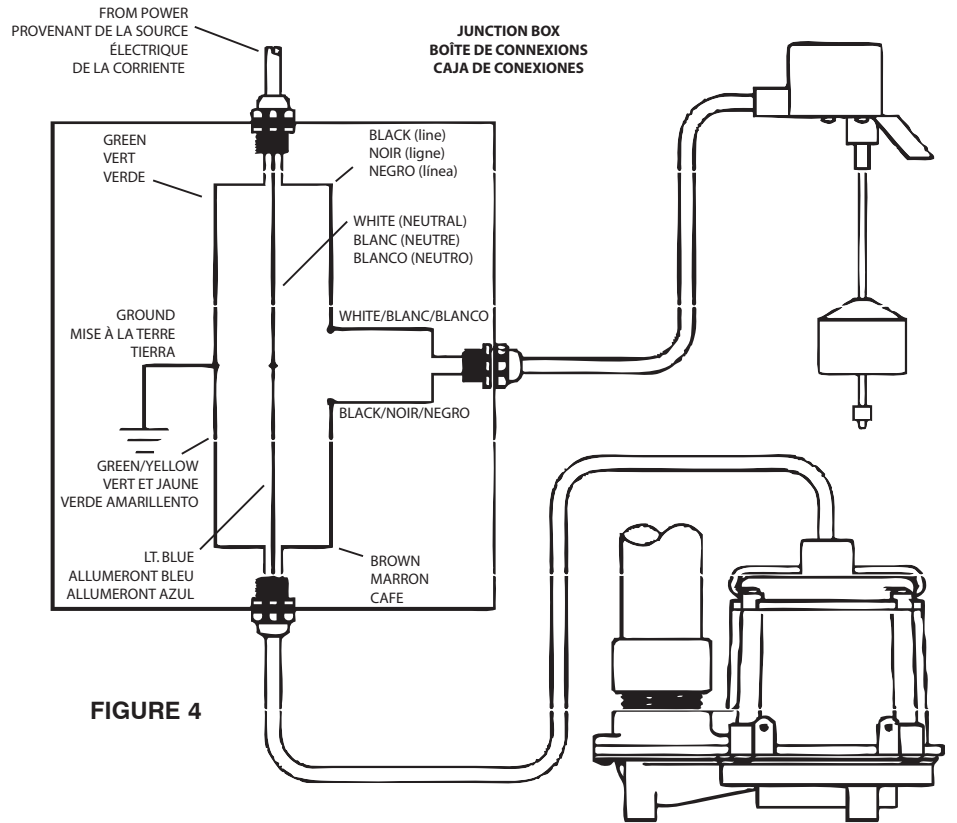 FROM POWER
PROVENANT DE LA SOURCE
ÉLECTRIQUE
DE LA CORRIENTE
JUNCTION BOX
BOÎTE DE CONNEXIONS
CAJA DE CONEXIONES
GREEN
VERT
VERDE
BLACK (line)
NOIR (ligne)
NEGRO (línea)
WHITE (NEUTRAL)
BLANC (NEUTRE)
BLANCO (NEUTRO)
GROUND
MISE À LA TERRE
TIERRA
WHITE/BLANC/BLANCO
BLACK/NOIR/NEGRO
GREEN/YELLOW
VERT ET JAUNE
VERDE AMARILLENTO
LT. BLUE
ALLUMERONT BLEU
ALLUMERONT AZUL
BROWN
MARRON
CAFE
FIGURE 4